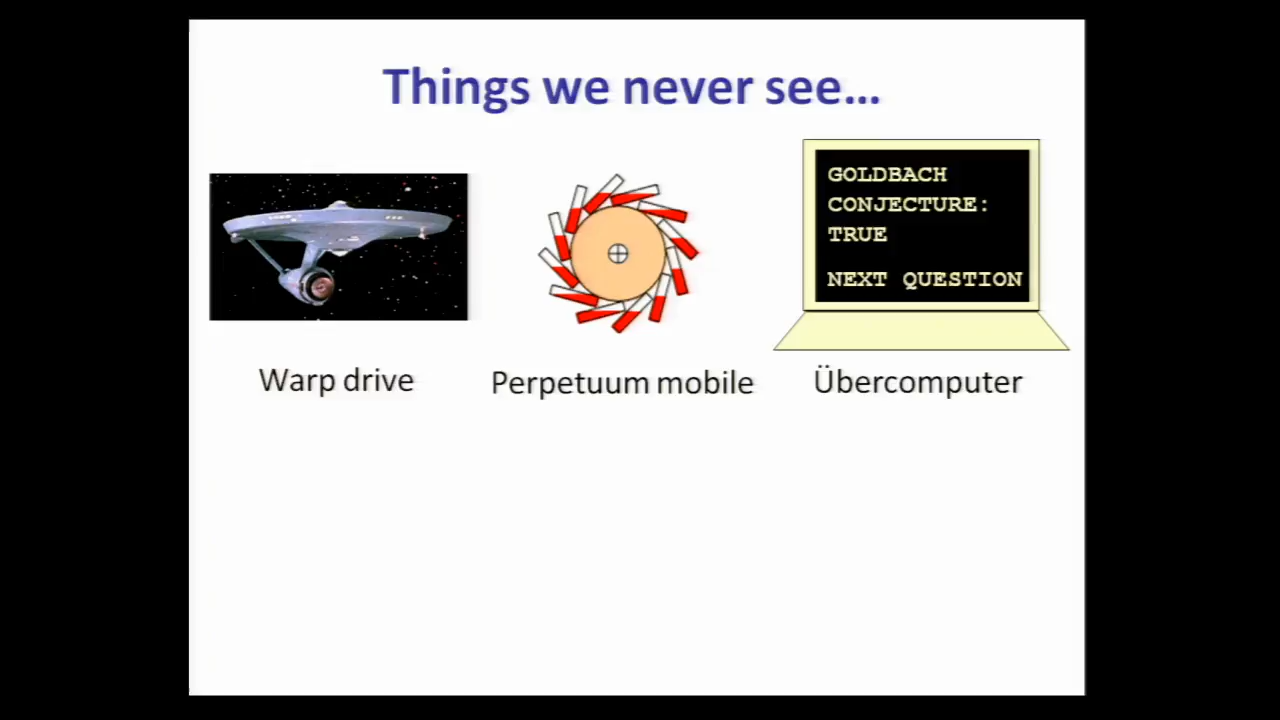 Things we never see…
GOLDBACH
CONJECTURE:
TRUE
NEXT QUESTION
Warp drive
Perpetuum mobile
Übercomputer